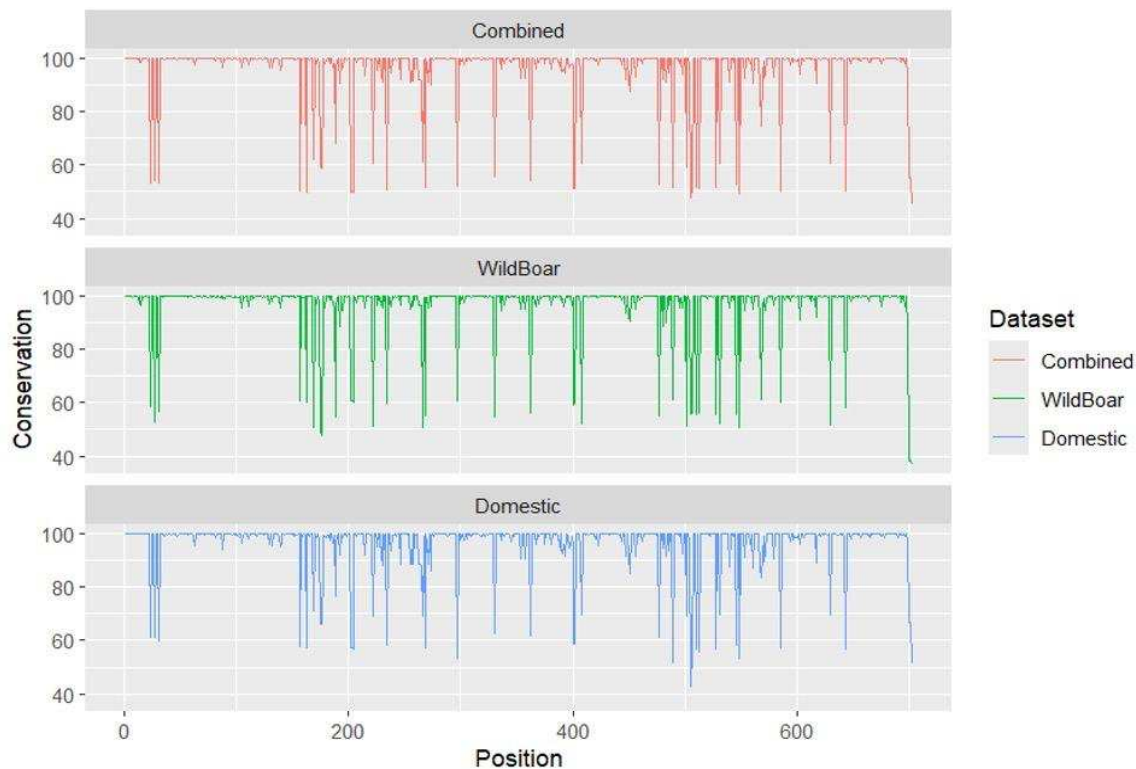 Combined
100
80
60
40
WildBoar
100
80
60
40
Domestic
100
80
60
40
0
200
400
600
Position
Conservation
Dataset
Combined
WildBoar
Domestic